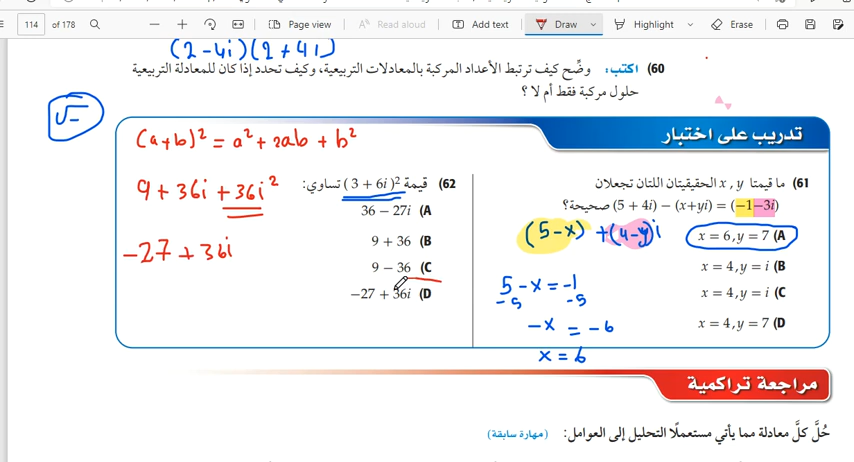 114 of 178
Page view
Read aloud
Add text
Draw
Highlight
Erase
(2-4i)(2+4i)
60) اكتب: وضّح كيف ترتبط الأعداد المركبة بالمعادلات التربيعية، وكيف تحدد إذا كان للمعادلة التربيعية
حلول مركبة فقط أم لا ؟
√-
تدريب على اختبار
61) ما قيمتا x , y الحقيقيتان اللتان تجعلان
(5 + 4i) − (x+yi) = (−1−3i) صحيحة؟
(5-x) + (4-y)i
x = 6, y = 7 (A
x = 4, y = i (B
x = 4, y = i (C
x = 4, y = 7 (D
5 - x = -1
-5 -5
-x = -6
x = 6
(a+b)² = a² + 2ab + b²
62) قيمة (3 + 6i)² تساوي:
9 + 36i + 36i²
-27 + 36i
36 − 27i (A
9 + 36 (B
9 − 36 (C
−27 + 36i (D
مراجعة تراكمية
حُلَّ كلَّ معادلة مما يأتي مستعملًا التحليل إلى العوامل: (مهارة سابقة)